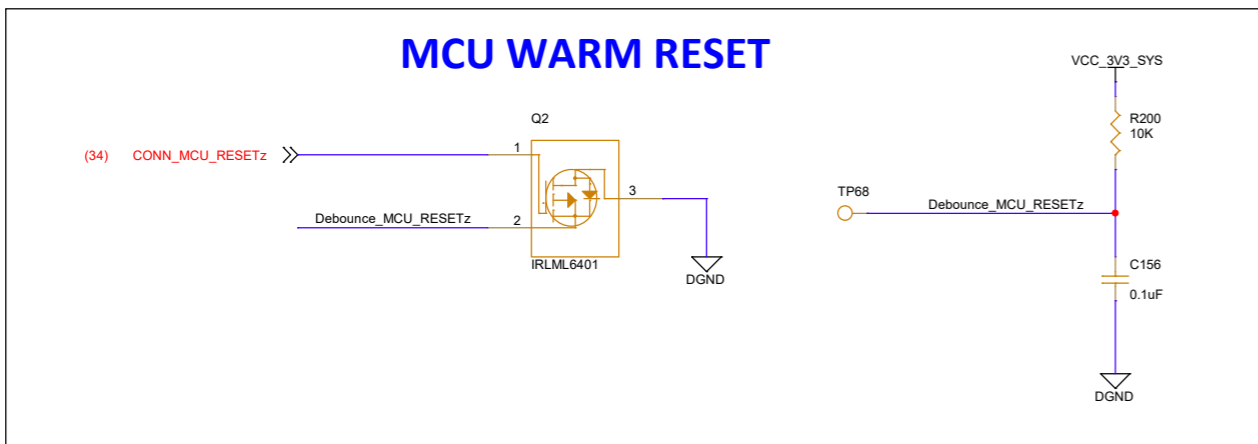 MCU WARM RESET
VCC_3V3_SYS
Q2
R200
10K
(34) CONN_MCU_RESETz
1
3
TP68
Debounce_MCU_RESETz
Debounce_MCU_RESETz
2
IRLML6401
DGND
C156
0.1uF
DGND